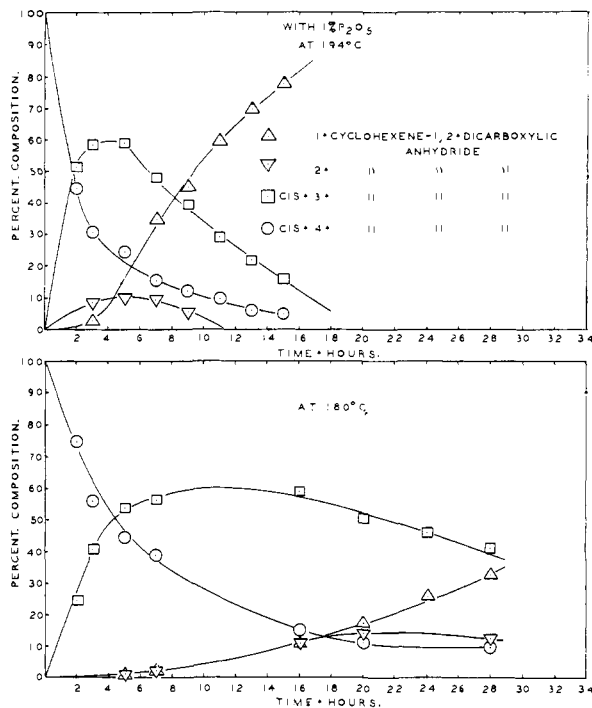 WITH 1%P2O5
AT 194°C
PERCENT. COMPOSITION.
100
90
80
70
60
50
40
30
20
10
0
△ 1•CYCLOHEXENE-1,2•DICARBOXYLIC
ANHYDRIDE
▽ 2• " " "
□ CIS•3• " " "
○ CIS•4• " " "
2 4 6 8 10 12 14 16 18 20 22 24 26 28 30 32 34
TIME•HOURS.
AT 180°C.
PERCENT. COMPOSITION.
100
90
80
70
60
50
40
30
20
10
0
2 4 6 8 10 12 14 16 18 20 22 24 26 28 30 32 34
TIME•HOURS.